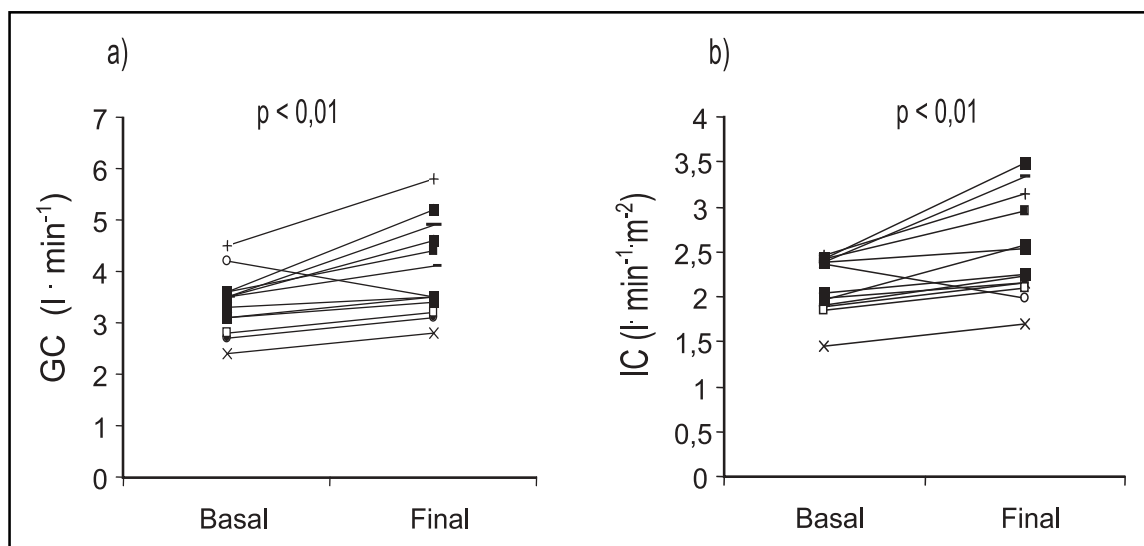 a)
p < 0,01
7
6
5
4
3
2
1
0
GC (l · min⁻¹)
Basal
Final
b)
p < 0,01
4
3,5
3
2,5
2
1,5
1
0,5
0
IC (l· min⁻¹·m⁻²)
Basal
Final